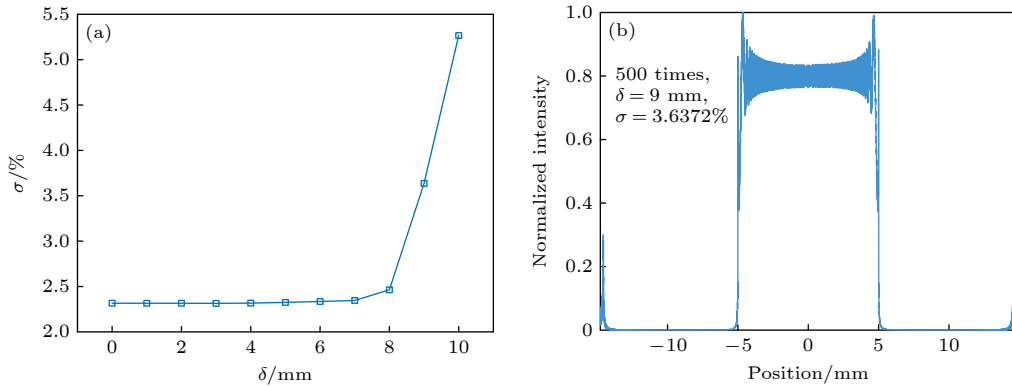 (a)
5.5
5.0
4.5
4.0
3.5
3.0
2.5
2.0
σ/%
0
2
4
6
8
10
δ/mm
(b)
1.0
0.8
0.6
0.4
0.2
0
Normalized intensity
500 times,
δ = 9 mm,
σ = 3.6372%
−10
−5
0
5
10
Position/mm